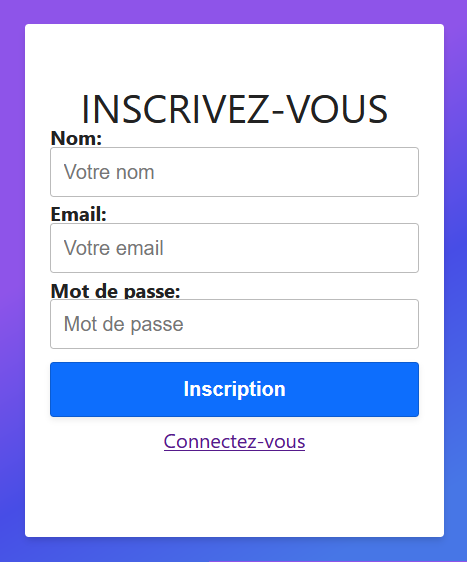 INSCRIVEZ-VOUS
Nom:
Votre nom
Email:
Votre email
Mot de passe:
Mot de passe
Inscription
Connectez-vous